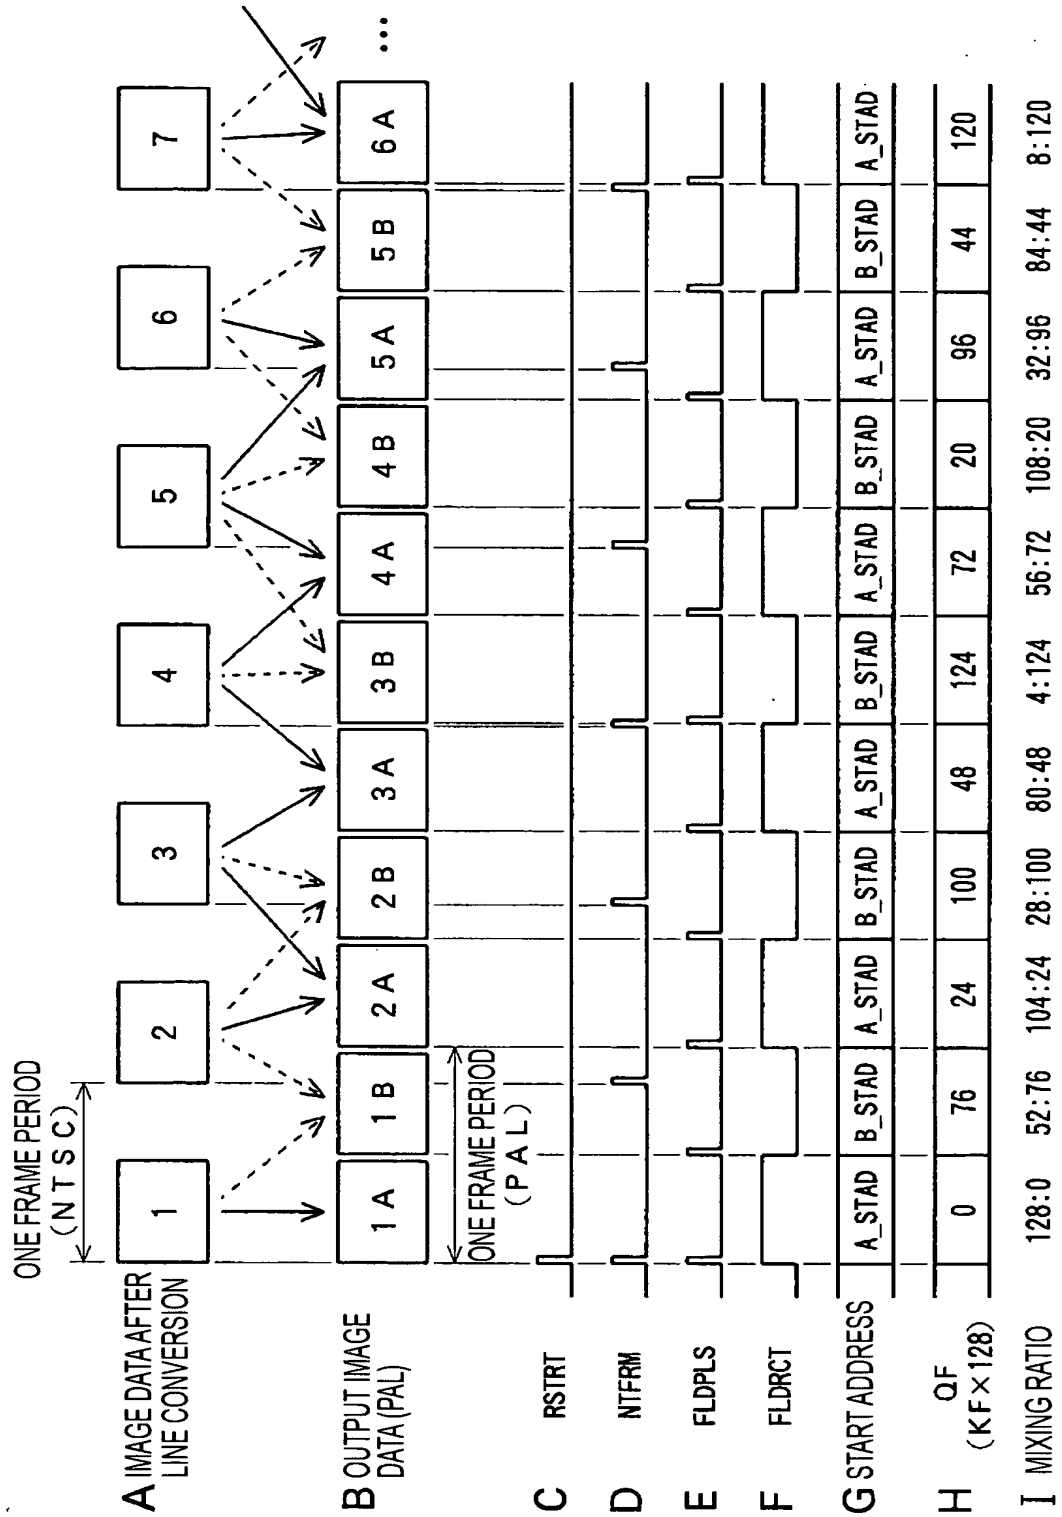 ONE FRAME PERIOD
(NTSC)
A IMAGE DATA AFTER
LINE CONVERSION
1 2 3 4 5 6 7
B OUTPUT IMAGE
DATA (PAL)
1A 1B 2A 2B 3A 3B 4A 4B 5A 5B 6A ...
ONE FRAME PERIOD
(PAL)
C RSTRT
D NTFRM
E FLDPLS
F FLDRCT
G START ADDRESS
A_STAD B_STAD A_STAD B_STAD A_STAD B_STAD A_STAD B_STAD A_STAD B_STAD A_STAD
H QF
(KF×128)
0 76 24 100 48 124 72 20 96 44 120
I MIXING RATIO
128:0 52:76 104:24 28:100 80:48 4:124 56:72 108:20 32:96 84:44 8:120